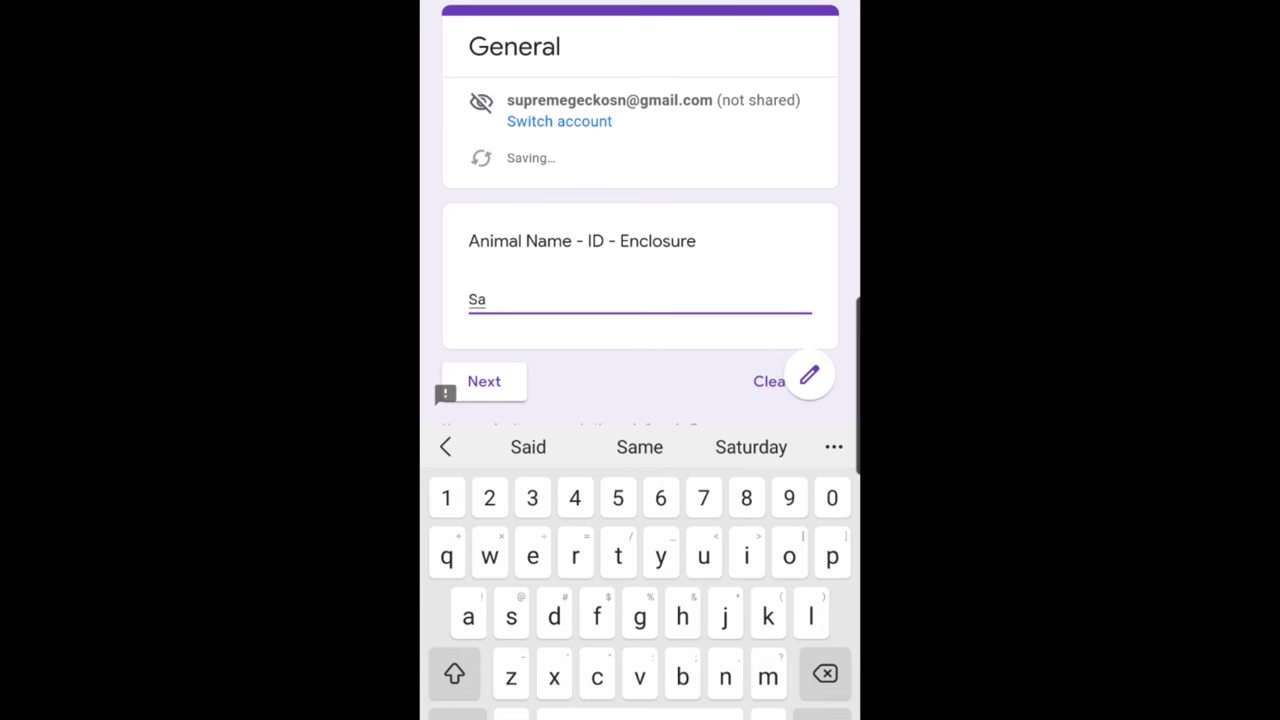 General
supremegeckosn@gmail.com (not shared)
Switch account
Saving...
Animal Name - ID - Enclosure
Sa
Next
Clea
Said Same Saturday ...
1 2 3 4 5 6 7 8 9 0
+ × ÷ = / _ < > [ ]
q w e r t y u i o p
! @ # $ % & * ( )
a s d f g h j k l
- ' " : ; , ?
z x c v b n m